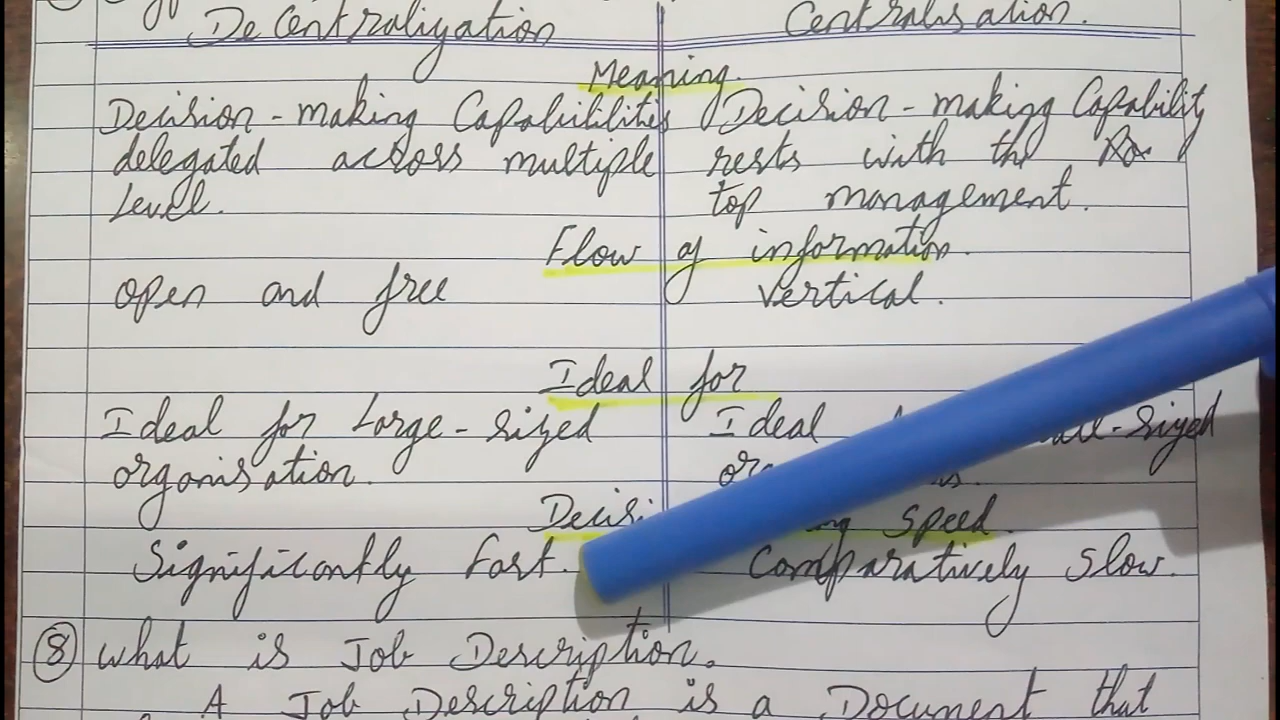 Decentralization Centralisation.
Meaning.
Decision-making Capabilities Decision-making Capability
delegated across multiple rests with the
Level. top management.
Flow of information.
open and free Vertical.
Ideal for
Ideal for Large-sized Ideal
organisation.
speed.
Significantly fast. Comparatively slow.
8 What is Job Description.
A Job Description is a Document that